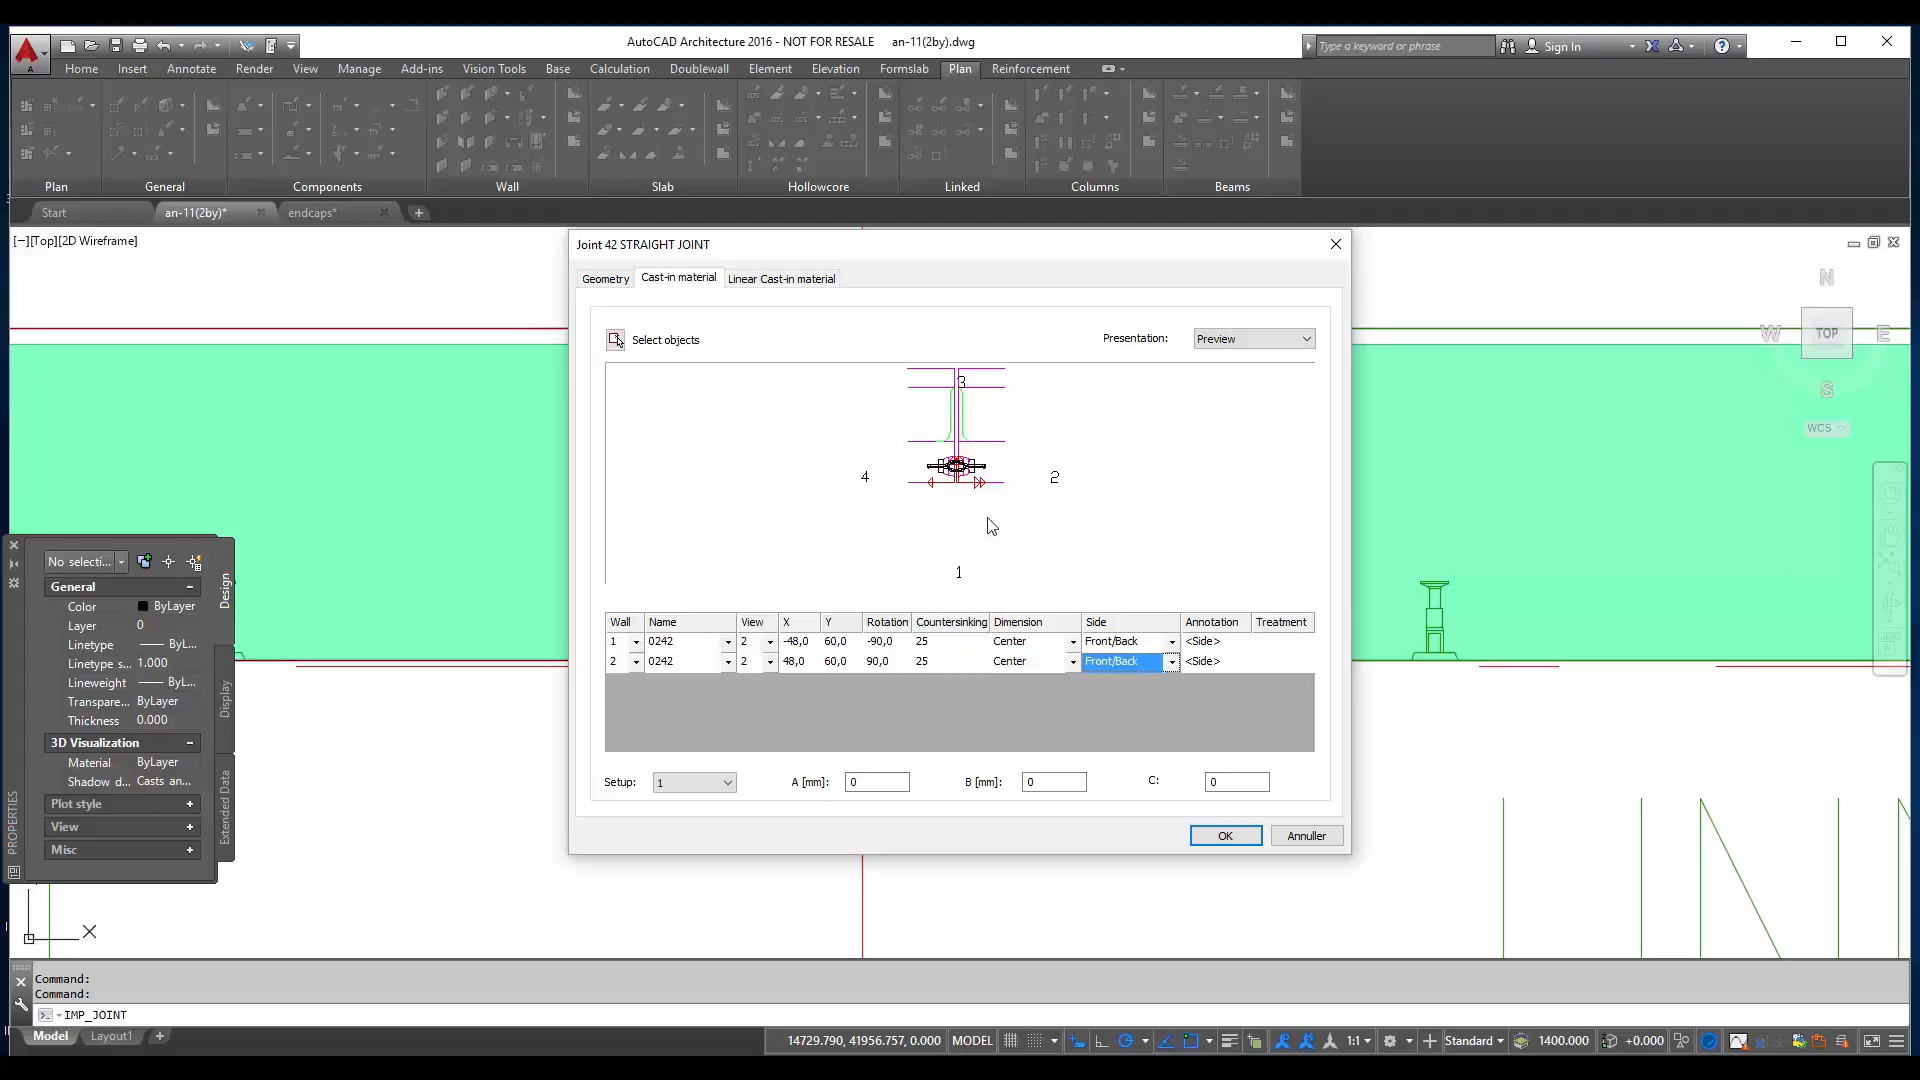 AutoCAD Architecture 2016 - NOT FOR RESALE an-11(2by).dwg
Type a keyword or phrase
Sign In
Home Insert Annotate Render View Manage Add-ins Vision Tools Base Calculation Doublewall Element Elevation Formslab Plan Reinforcement
Plan General Components Wall Slab Hollowcore Linked Columns Beams
Start an-11(2by)* endcaps*
[−][Top][2D Wireframe]
N
W TOP E
S
WCS
Joint 42 STRAIGHT JOINT
Geometry Cast-in material Linear Cast-in material
Select objects
Presentation: Preview
3
4
2
1
Wall Name View X Y Rotation Countersinking Dimension Side Annotation Treatment
1 0242 2 -48,0 60,0 -90,0 25 Center Front/Back <Side>
2 0242 2 48,0 60,0 90,0 25 Center Front/Back <Side>
Setup: 1 A [mm]: 0 B [mm]: 0 C: 0
OK Annuller
No selecti...
General
Color ByLayer
Layer 0
Linetype ByL...
Linetype s... 1.000
Lineweight ByL...
Transpare... ByLayer
Thickness 0.000
3D Visualization
Material ByLayer
Shadow d... Casts an...
Plot style
View
Misc
Design
Display
Extended Data
PROPERTIES
X
Command:
Command:
IMP_JOINT
Model Layout1
14729.790, 41956.757, 0.000 MODEL 1:1 Standard 1400.000 +0.000